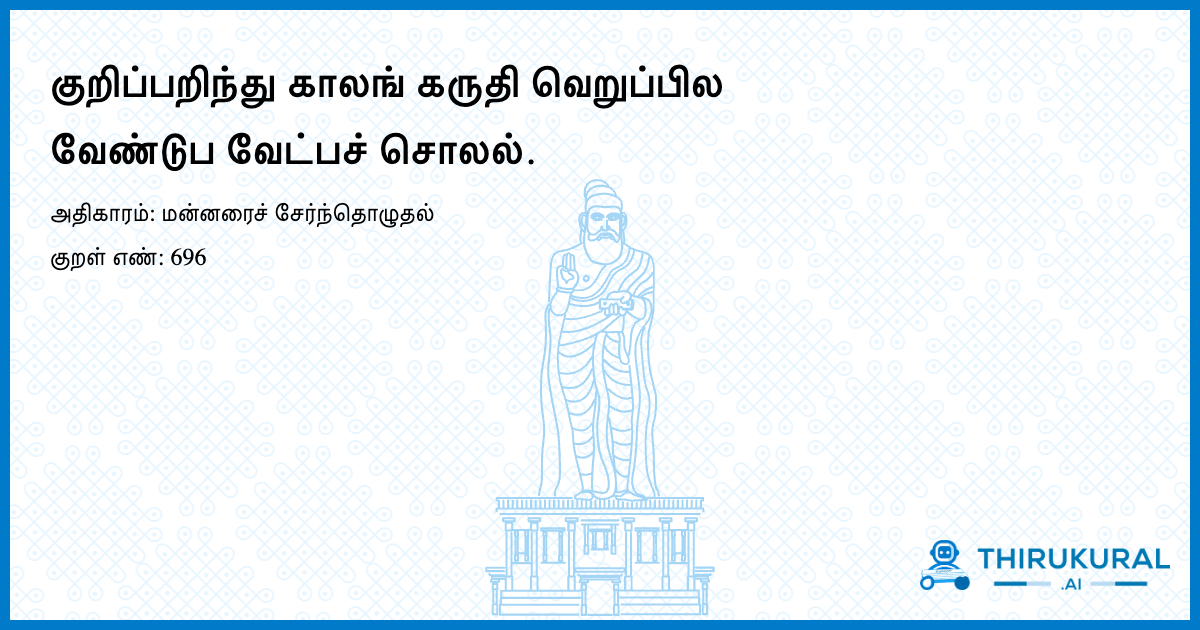 குறிப்பறிந்து காலங் கருதி வெறுப்பில
வேண்டுப வேட்பச் சொலல்.
அதிகாரம்: மன்னரைச் சேர்ந்தொழுதல்
குறள் எண்: 696
THIRUKURAL
.AI